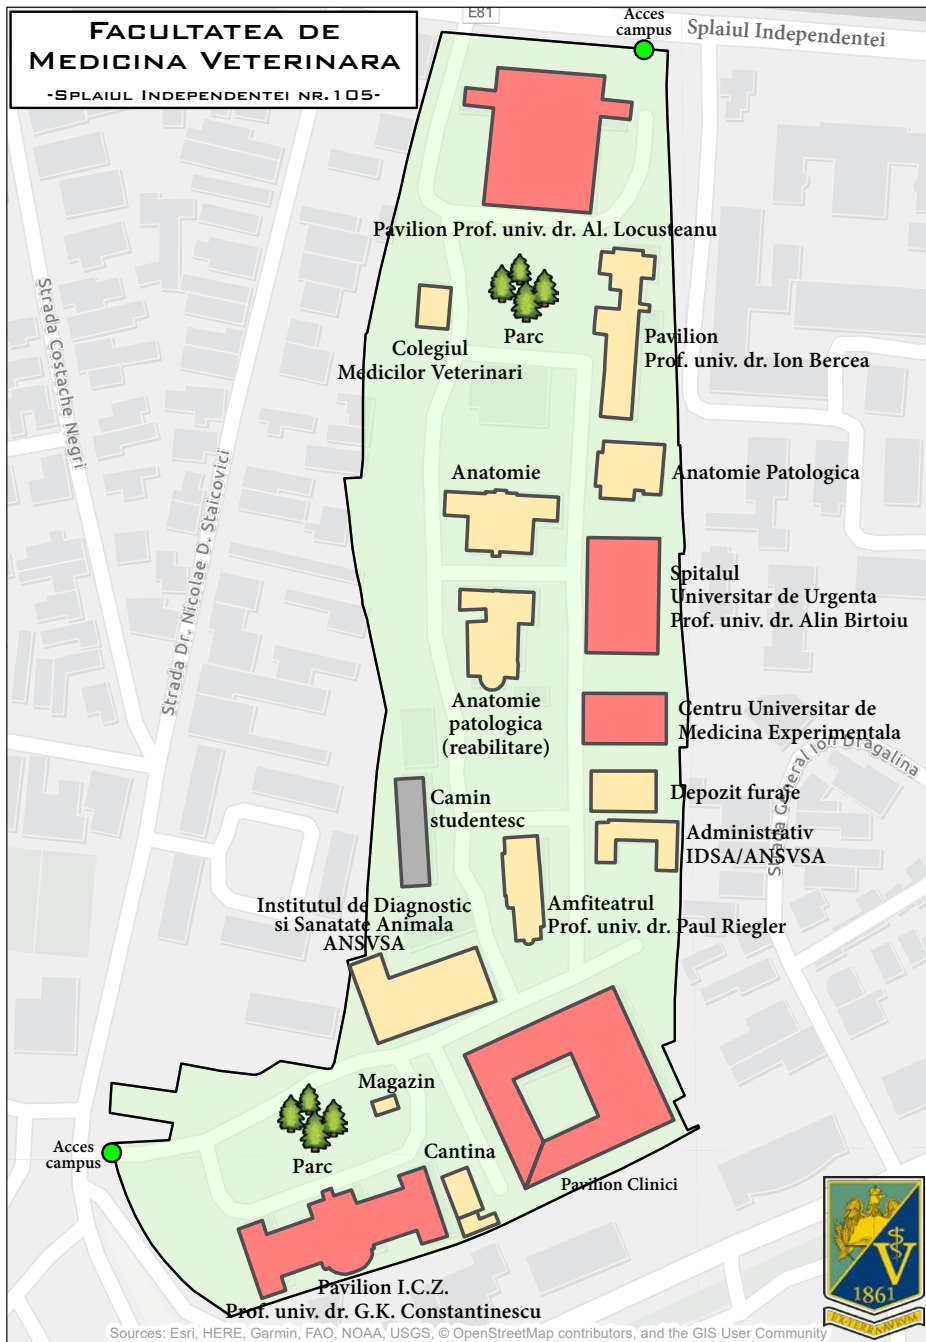 FACULTATEA DE
MEDICINA VETERINARA
-SPLAIUL INDEPENDENTEI NR.105-
E81
Acces
campus
Splaiul Independentei
Pavilion Prof. univ. dr. Al. Locusteanu
Strada Costache Negri
Parc
Colegiul
Medicilor Veterinari
Pavilion
Prof. univ. dr. Ion Bercea
Strada Dr. Nicolae D. Staicovici
Anatomie
Anatomie Patologica
Spitalul
Universitar de Urgenta
Prof. univ. dr. Alin Birtoiu
Anatomie
patologica
(reabilitare)
Centru Universitar de
Medicina Experimentala
Strada General Ion Dragalina
Camin
studentesc
Depozit furaje
Administrativ
IDSA/ANSVSA
Institutul de Diagnostic
si Sanatate Animala
ANSVSA
Amfiteatrul
Prof. univ. dr. Paul Riegler
Magazin
Acces
campus
Parc
Cantina
Pavilion Clinici
Pavilion I.C.Z.
Prof. univ. dr. G.K. Constantinescu
V
1861
Sources: Esri, HERE, Garmin, FAO, NOAA, USGS, © OpenStreetMap contributors, and the GIS User Community